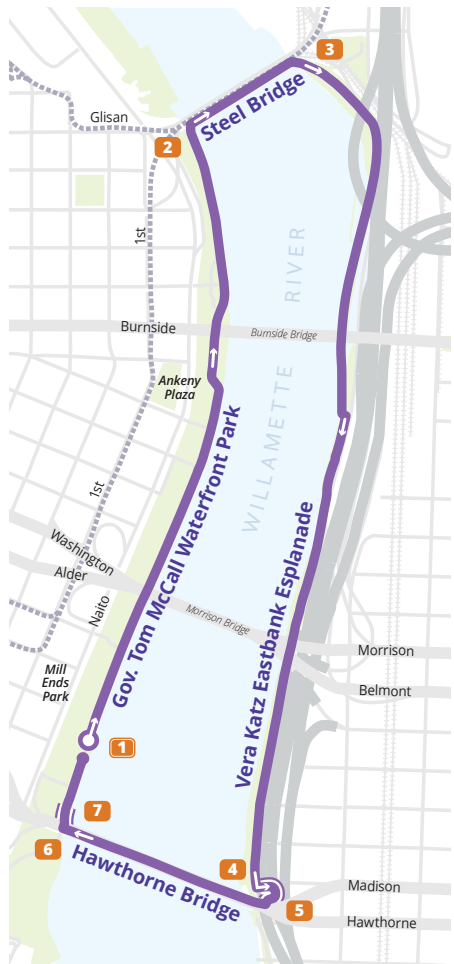 3
Steel Bridge
Glisan
2
1st
WILLAMETTE RIVER
Burnside
Burnside Bridge
Ankeny
Plaza
Gov. Tom McCall Waterfront Park
1st
Vera Katz Eastbank Esplanade
Washington
Alder
Naito
Morrison Bridge
Morrison
Mill
Ends
Park
Belmont
1
7
6
Hawthorne Bridge
4
Madison
5
Hawthorne